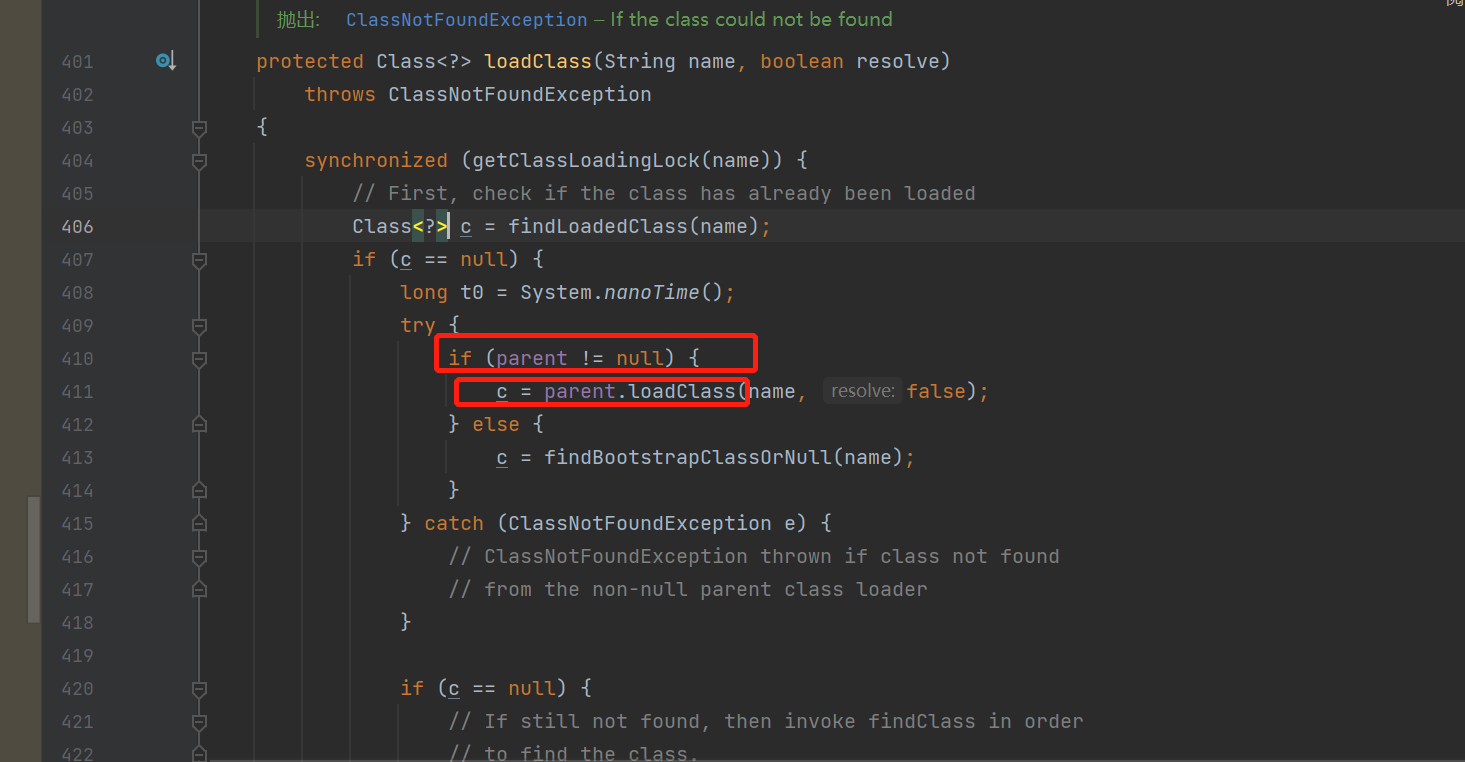 抛出: ClassNotFoundException – If the class could not be found
401 protected Class<?> loadClass(String name, boolean resolve)
402 throws ClassNotFoundException
403 {
404 synchronized (getClassLoadingLock(name)) {
405 // First, check if the class has already been loaded
406 Class<?> c = findLoadedClass(name);
407 if (c == null) {
408 long t0 = System.nanoTime();
409 try {
410 if (parent != null) {
411 c = parent.loadClass(name, resolve: false);
412 } else {
413 c = findBootstrapClassOrNull(name);
414 }
415 } catch (ClassNotFoundException e) {
416 // ClassNotFoundException thrown if class not found
417 // from the non-null parent class loader
418 }
419
420 if (c == null) {
421 // If still not found, then invoke findClass in order
422 // to find the class.